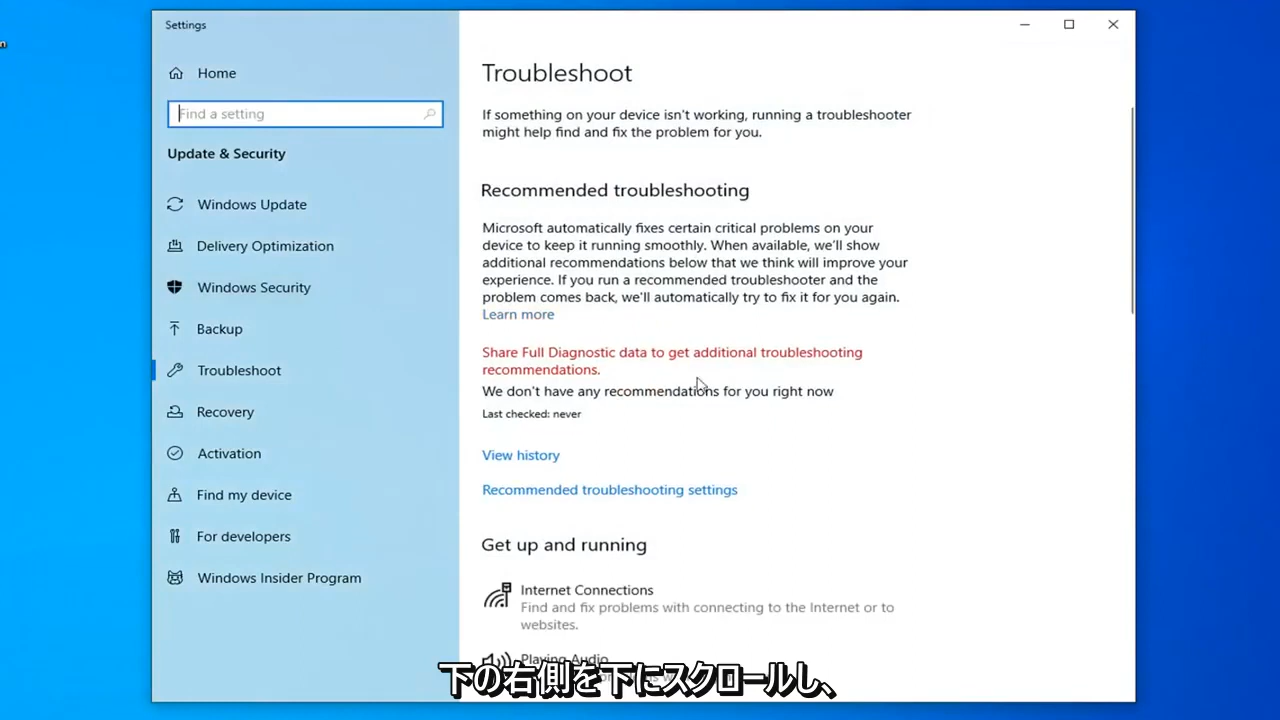 Settings
Home
Find a setting
Update & Security
Windows Update
Delivery Optimization
Windows Security
Backup
Troubleshoot
Recovery
Activation
Find my device
For developers
Windows Insider Program
Troubleshoot
If something on your device isn't working, running a troubleshooter
might help find and fix the problem for you.
Recommended troubleshooting
Microsoft automatically fixes certain critical problems on your
device to keep it running smoothly. When available, we'll show
additional recommendations below that we think will improve your
experience. If you run a recommended troubleshooter and the
problem comes back, we'll automatically try to fix it for you again.
Learn more
Share Full Diagnostic data to get additional troubleshooting
recommendations.
We don't have any recommendations for you right now
Last checked: never
View history
Recommended troubleshooting settings
Get up and running
Internet Connections
Find and fix problems with connecting to the Internet or to
websites.
Playing Audio
下の右側を下にスクロールし、